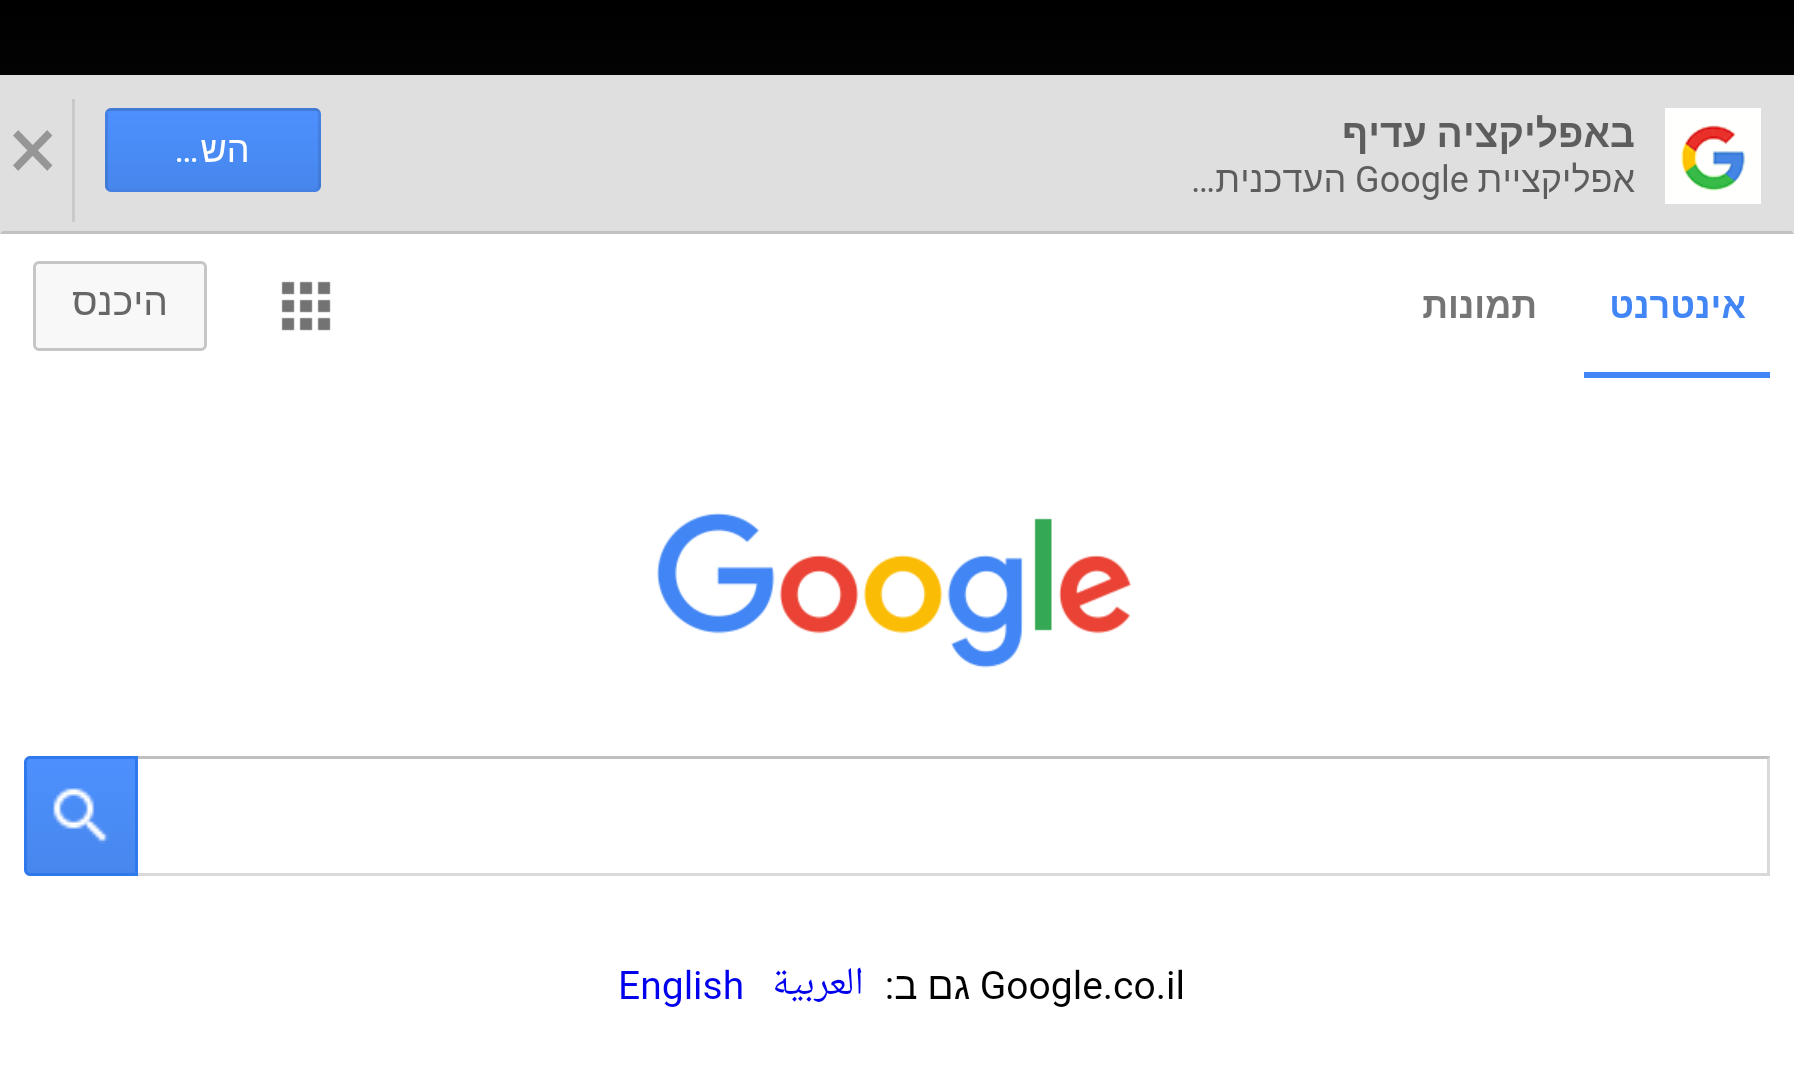 באפליקציה עדיף
אפליקציית Google העדכנית...
הש...
אינטרנט
תמונות
היכנס
Google
Google.co.il גם ב: العربية English